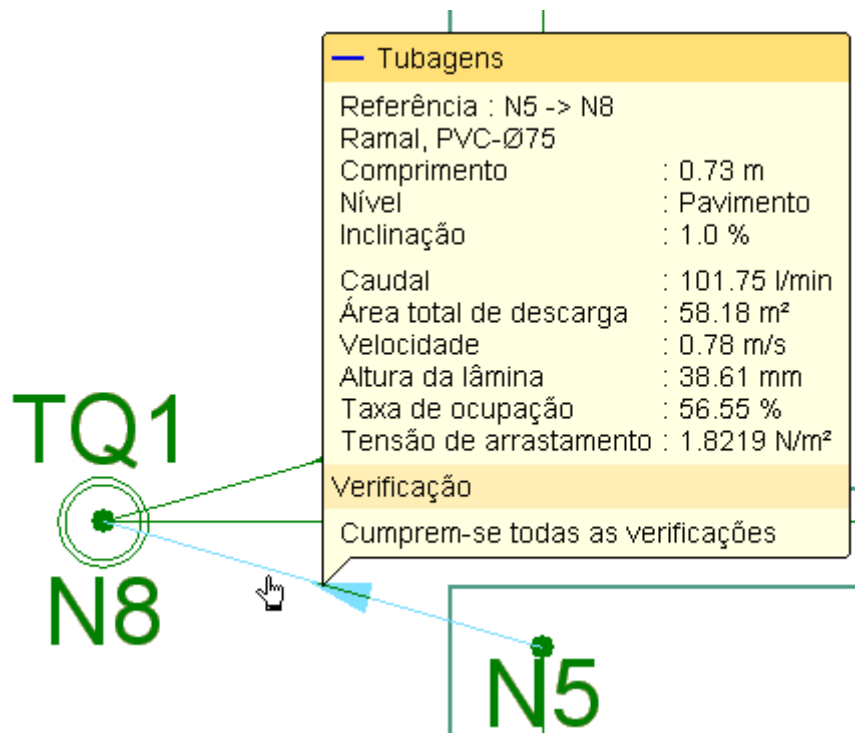 Tubagens
Referência : N5 -> N8
Ramal, PVC-Ø75
Comprimento : 0.73 m
Nível : Pavimento
Inclinação : 1.0 %
Caudal : 101.75 l/min
Área total de descarga : 58.18 m²
Velocidade : 0.78 m/s
Altura da lâmina : 38.61 mm
Taxa de ocupação : 56.55 %
Tensão de arrastamento : 1.8219 N/m²
Verificação
Cumprem-se todas as verificações
TQ1
N8
N5